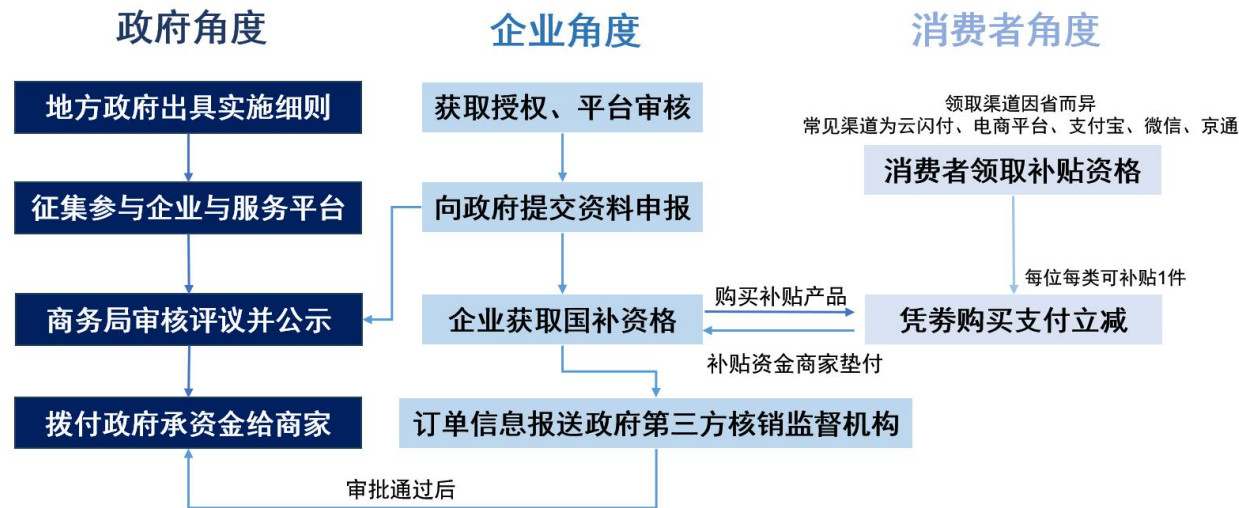 政府角度
地方政府出具实施细则
征集参与企业与服务平台
商务局审核评议并公示
拨付政府承资金给商家
企业角度
获取授权、平台审核
向政府提交资料申报
企业获取国补资格
订单信息报送政府第三方核销监督机构
审批通过后
购买补贴产品
补贴资金商家垫付
消费者角度
领取渠道因省而异
常见渠道为云闪付、电商平台、支付宝、微信、京通
消费者领取补贴资格
每位每类可补贴1件
凭券购买支付立减